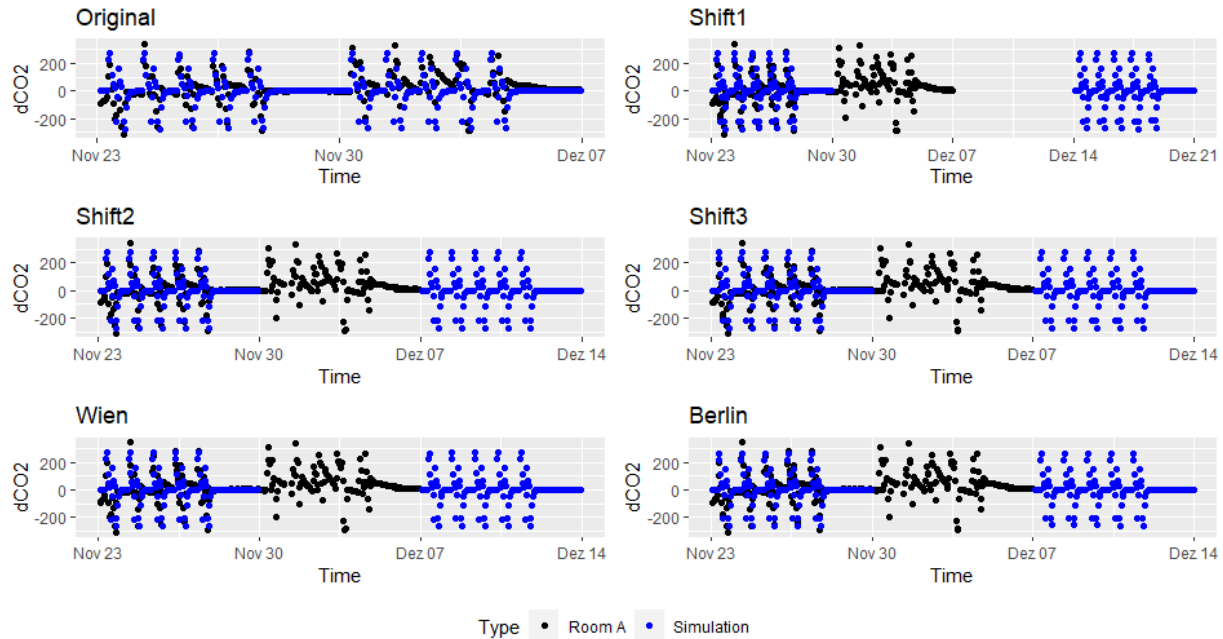 Original
dCO2
200
0
-200
Nov 23 Nov 30 Dez 07
Time
Shift1
dCO2
200
0
-200
Nov 23 Nov 30 Dez 07 Dez 14 Dez 21
Time
Shift2
dCO2
200
0
-200
Nov 23 Nov 30 Dez 07 Dez 14
Time
Shift3
dCO2
200
0
-200
Nov 23 Nov 30 Dez 07 Dez 14
Time
Wien
dCO2
200
0
-200
Nov 23 Nov 30 Dez 07 Dez 14
Time
Berlin
dCO2
200
0
-200
Nov 23 Nov 30 Dez 07 Dez 14
Time
Type Room A Simulation